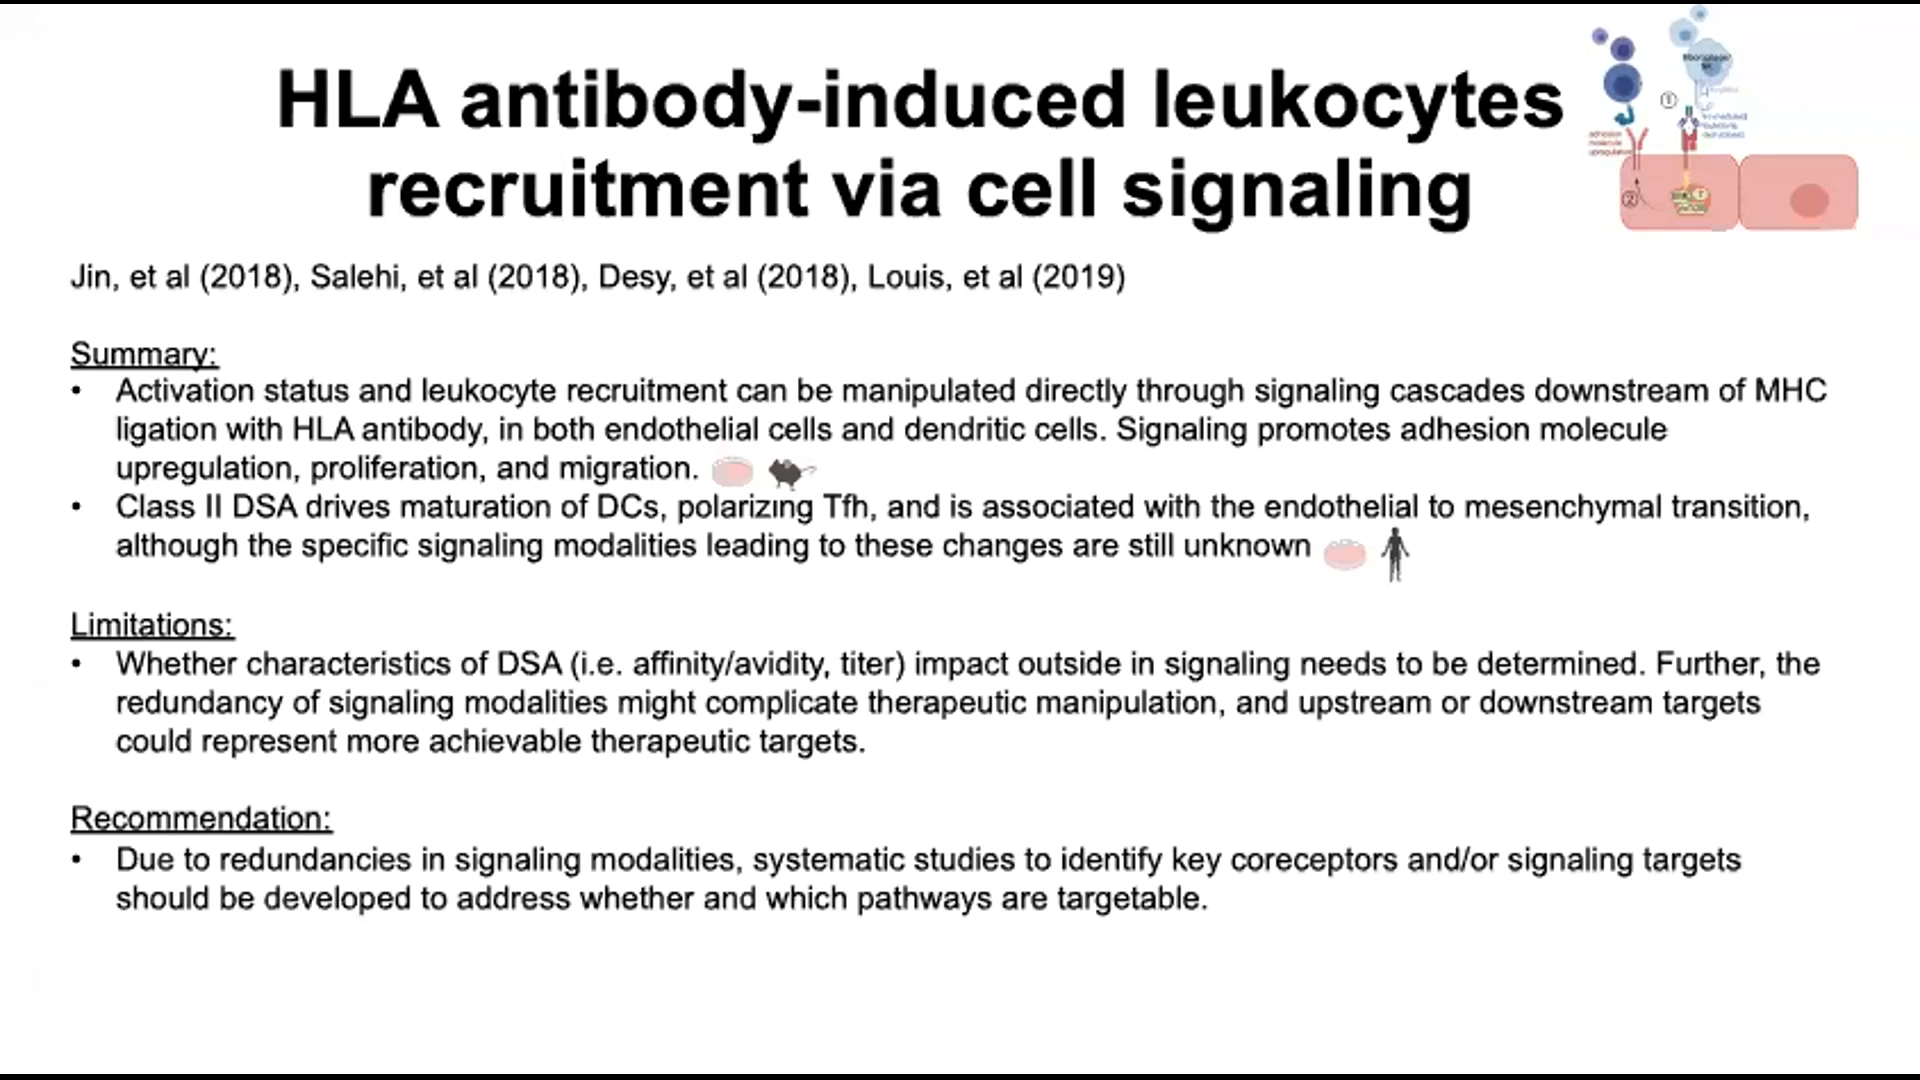 HLA antibody-induced leukocytes
recruitment via cell signaling
①
②
Jin, et al (2018), Salehi, et al (2018), Desy, et al (2018), Louis, et al (2019)
Summary:
• Activation status and leukocyte recruitment can be manipulated directly through signaling cascades downstream of MHC
ligation with HLA antibody, in both endothelial cells and dendritic cells. Signaling promotes adhesion molecule
upregulation, proliferation, and migration.
• Class II DSA drives maturation of DCs, polarizing Tfh, and is associated with the endothelial to mesenchymal transition,
although the specific signaling modalities leading to these changes are still unknown
Limitations:
• Whether characteristics of DSA (i.e. affinity/avidity, titer) impact outside in signaling needs to be determined. Further, the
redundancy of signaling modalities might complicate therapeutic manipulation, and upstream or downstream targets
could represent more achievable therapeutic targets.
Recommendation:
• Due to redundancies in signaling modalities, systematic studies to identify key coreceptors and/or signaling targets
should be developed to address whether and which pathways are targetable.